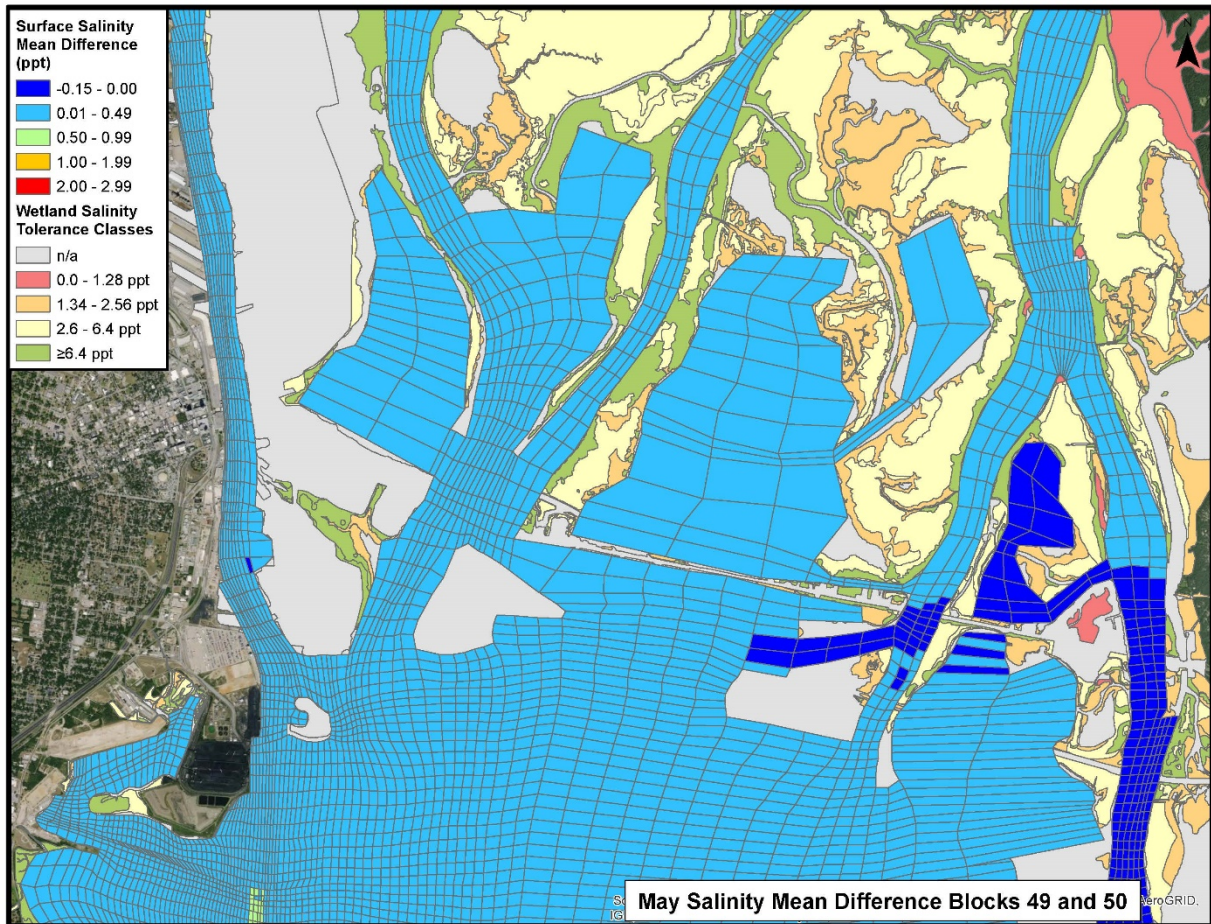 Surface Salinity
Mean Difference
(ppt)
-0.15 - 0.00
0.01 - 0.49
0.50 - 0.99
1.00 - 1.99
2.00 - 2.99
Wetland Salinity
Tolerance Classes
n/a
0.0 - 1.28 ppt
1.34 - 2.56 ppt
2.6 - 6.4 ppt
≥6.4 ppt
N
May Salinity Mean Difference Blocks 49 and 50
AeroGRID,